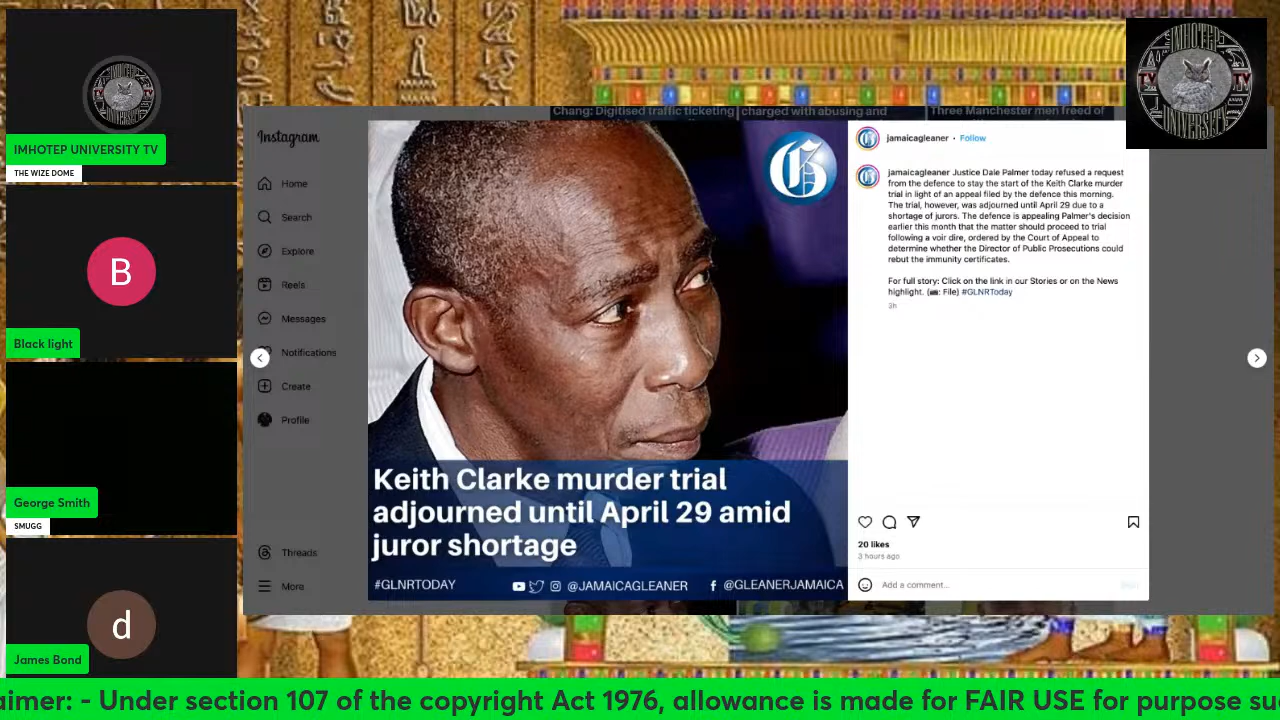 IMHOTEP UNIVERSITY TV
THE WIZE DOME
B
Black light
George Smith
SMUGG
d
James Bond
Chang: Digitised traffic ticketing
charged with abusing and
Three Manchester men freed of
Instagram
Home
Search
Explore
Reels
Messages
Notifications
Create
Profile
Threads
More
G
Keith Clarke murder trial
adjourned until April 29 amid
juror shortage
#GLNRTODAY
@JAMAICAGLEANER
@GLEANERJAMAICA
jamaicagleaner • Follow
jamaicagleaner Justice Dale Palmer today refused a request
from the defence to stay the start of the Keith Clarke murder
trial in light of an appeal filed by the defence this morning.
The trial, however, was adjourned until April 29 due to a
shortage of jurors. The defence is appealing Palmer's decision
earlier this month that the matter should proceed to trial
following a voir dire, ordered by the Court of Appeal to
determine whether the Director of Public Prosecutions could
rebut the immunity certificates.
For full story: Click on the link in our Stories or on the News
highlight. (📷: File) #GLNRToday
3h
20 likes
3 hours ago
Add a comment...
Post
IMHOTEP
TV TV
UNIVERSITY
aimer: - Under section 107 of the copyright Act 1976, allowance is made for FAIR USE for purpose su